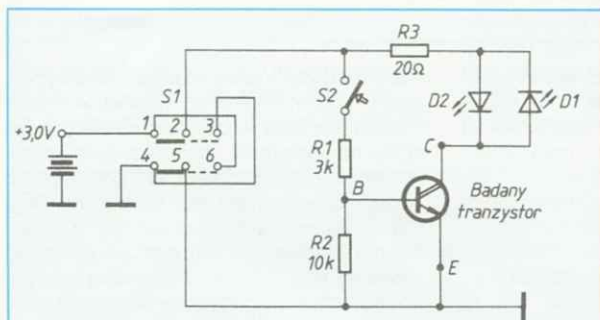 R3
20Ω
S1
S2
D2
D1
+3,0V
1 2 3
4 5 6
R1
3k
C
B
Badany
tranzystor
R2
10k
E